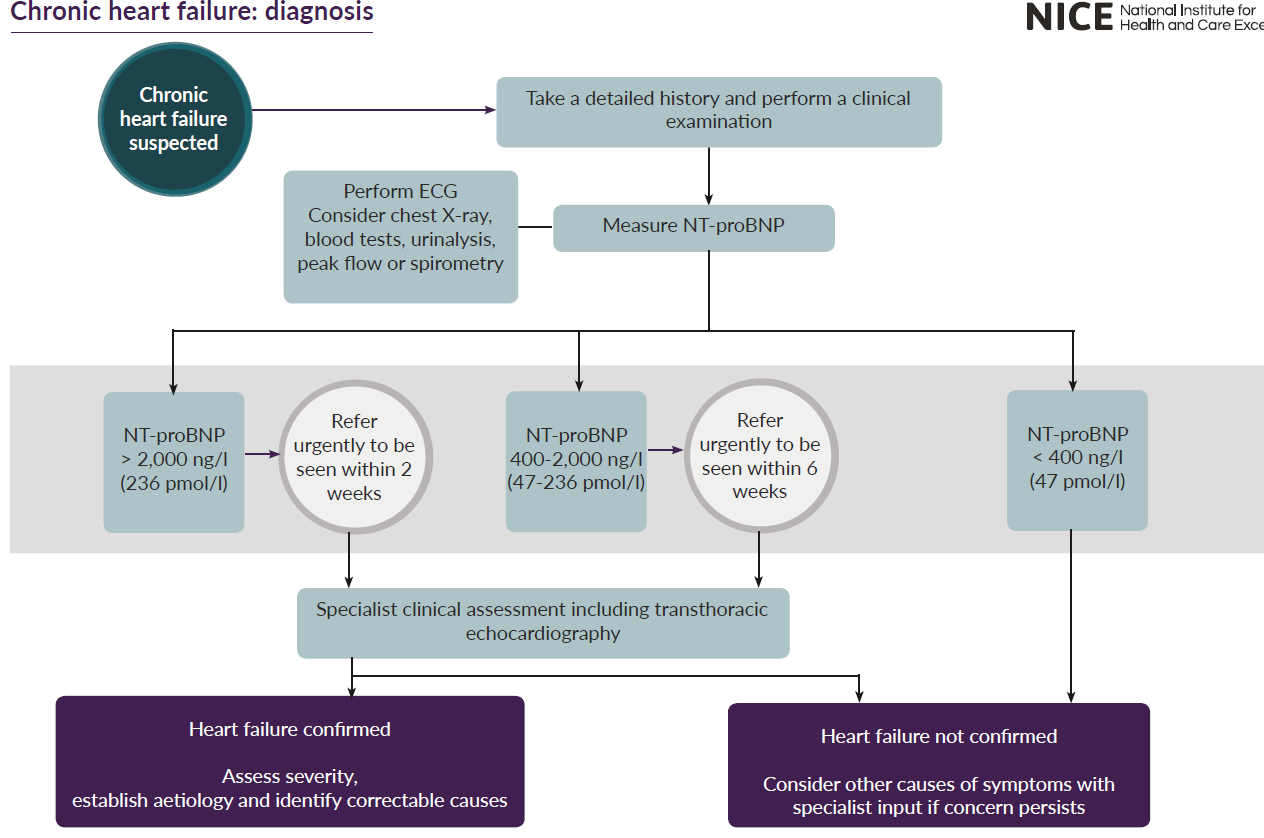 Chronic heart failure: diagnosis
NICE
National Institute for
Health and Care Exce
Chronic
heart failure
suspected
Take a detailed history and perform a clinical
examination
Perform ECG
Consider chest X-ray,
blood tests, urinalysis,
peak flow or spirometry
Measure NT-proBNP
NT-proBNP
> 2,000 ng/l
(236 pmol/l)
Refer
urgently to be
seen within 2
weeks
NT-proBNP
400-2,000 ng/l
(47-236 pmol/l)
Refer
urgently to be
seen within 6
weeks
NT-proBNP
< 400 ng/l
(47 pmol/l)
Specialist clinical assessment including transthoracic
echocardiography
Heart failure confirmed
Assess severity,
establish aetiology and identify correctable causes
Heart failure not confirmed
Consider other causes of symptoms with
specialist input if concern persists